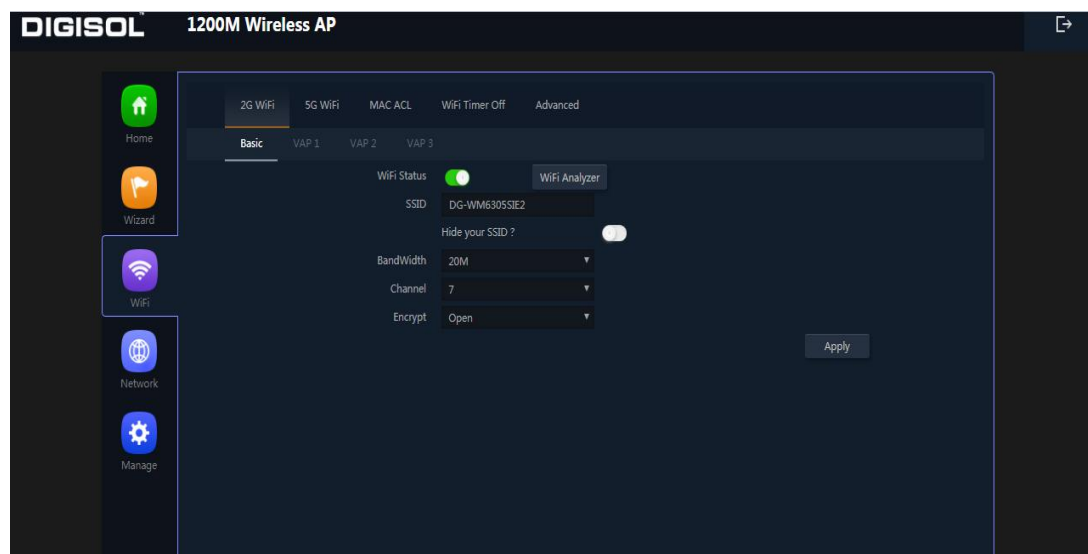 DIGISOL™ 1200M Wireless AP
Home
Wizard
WiFi
Network
Manage
2G WiFi 5G WiFi MAC ACL WiFi Timer Off Advanced
Basic VAP 1 VAP 2 VAP 3
WiFi Status WiFi Analyzer
SSID DG-WM6305SIE2
Hide your SSID ?
BandWidth 20M
Channel 7
Encrypt Open
Apply